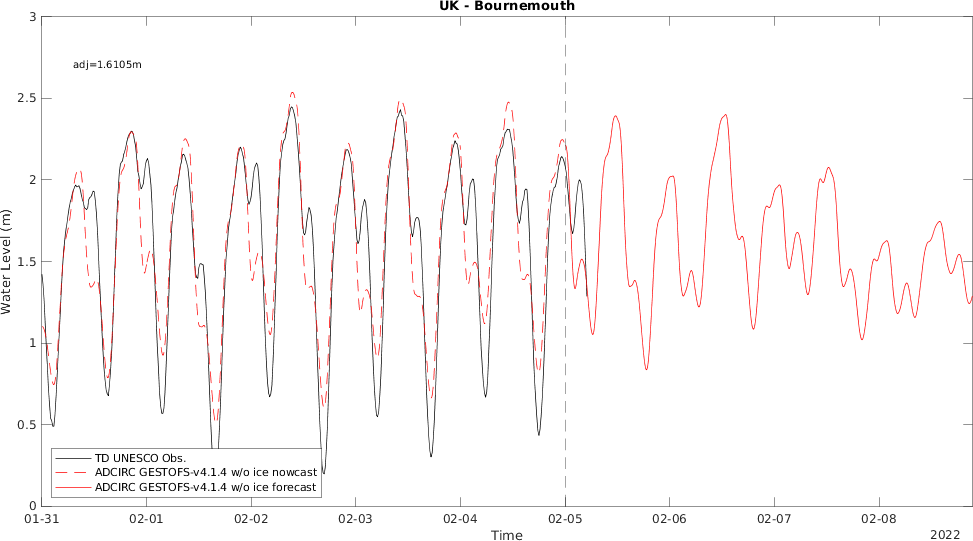 UK - Bournemouth
3
adj=1.6105m
2.5
2
1.5
1
0.5
0
Water Level (m)
TD UNESCO Obs.
ADCIRC GESTOFS-v4.1.4 w/o ice nowcast
ADCIRC GESTOFS-v4.1.4 w/o ice forecast
01-31 02-01 02-02 02-03 02-04 02-05 02-06 02-07 02-08
Time
2022